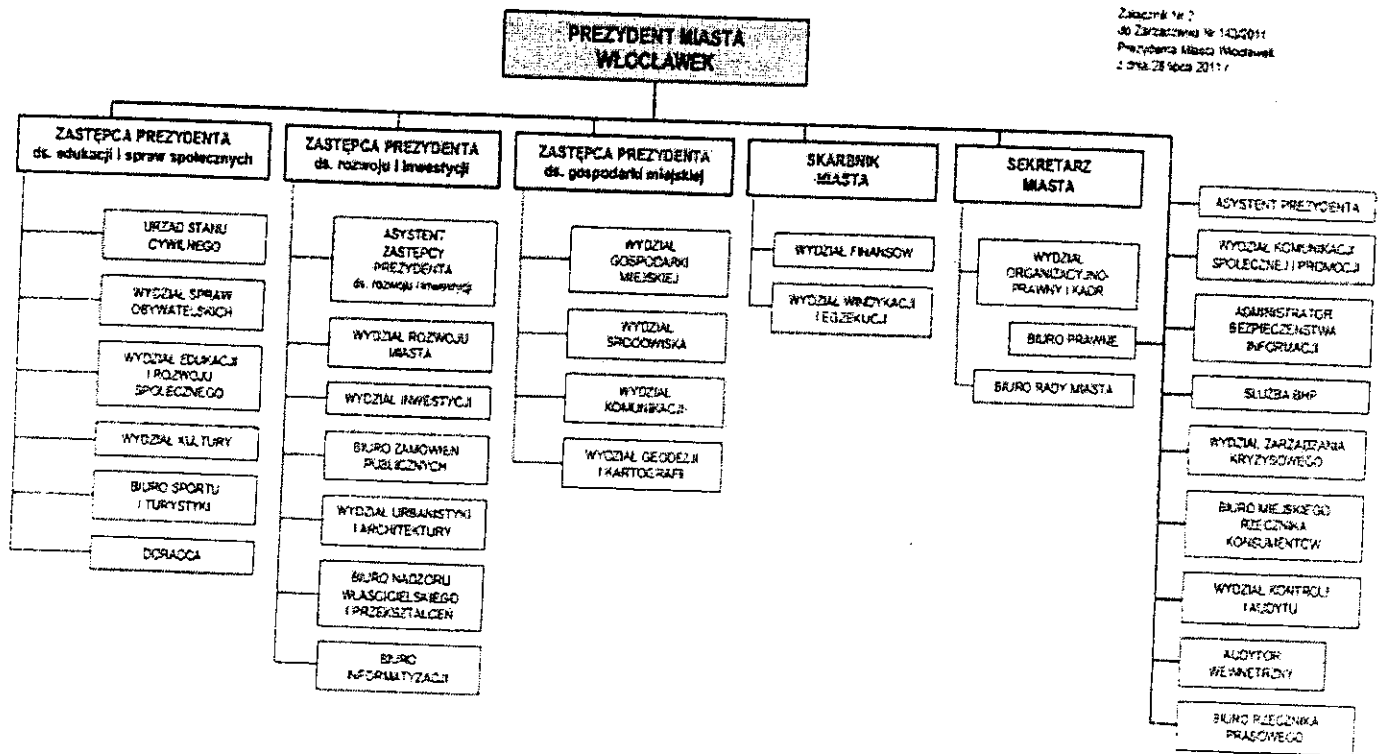 Załącznik Nr 2
do Zarządzenia Nr 143/2011
Prezydenta Miasta Włocławek
z dnia 28 lipca 2011 r.
PREZYDENT MIASTA
WŁOCŁAWEK
ZASTĘPCA PREZYDENTA
ds. edukacji i spraw społecznych
URZĄD STANU
CYWILNEGO
WYDZIAŁ SPRAW
OBYWATELSKICH
WYDZIAŁ EDUKACJI
I ROZWOJU
SPOŁECZNEGO
WYDZIAŁ KULTURY
BIURO SPORTU
I TURYSTYKI
DORADCA
ZASTĘPCA PREZYDENTA
ds. rozwoju i inwestycji
ASYSTENT
ZASTĘPCY
PREZYDENTA
ds. rozwoju i inwestycji
WYDZIAŁ ROZWOJU
MIASTA
WYDZIAŁ INWESTYCJI
BIURO ZAMÓWIEŃ
PUBLICZNYCH
WYDZIAŁ URBANISTYKI
I ARCHITEKTURY
BIURO NADZORU
WŁAŚCICIELSKIEGO
I PRZEKSZTAŁCEŃ
BIURO
INFORMATYZACJI
ZASTĘPCA PREZYDENTA
ds. gospodarki miejskiej
WYDZIAŁ
GOSPODARKI
MIEJSKIEJ
WYDZIAŁ
ŚRODOWISKA
WYDZIAŁ
KOMUNIKACJI
WYDZIAŁ GEODEZJI
I KARTOGRAFII
SKARBNIK
MIASTA
WYDZIAŁ FINANSÓW
WYDZIAŁ WINDYKACJI
I EGZEKUCJI
SEKRETARZ
MIASTA
WYDZIAŁ
ORGANIZACYJNO-
PRAWNY I KADR
BIURO PRAWNE
BIURO RADY MIASTA
ASYSTENT PREZYDENTA
WYDZIAŁ KOMUNIKACJI
SPOŁECZNEJ I PROMOCJI
ADMINISTRATOR
BEZPIECZEŃSTWA
INFORMACJI
SŁUŻBA BHP
WYDZIAŁ ZARZĄDZANIA
KRYZYSOWEGO
BIURO MIEJSKIEGO
RZECZNIKA
KONSUMENTÓW
WYDZIAŁ KONTROLI
I AUDYTU
AUDYTOR
WEWNĘTRZNY
BIURO RZECZNIKA
PRASOWEGO